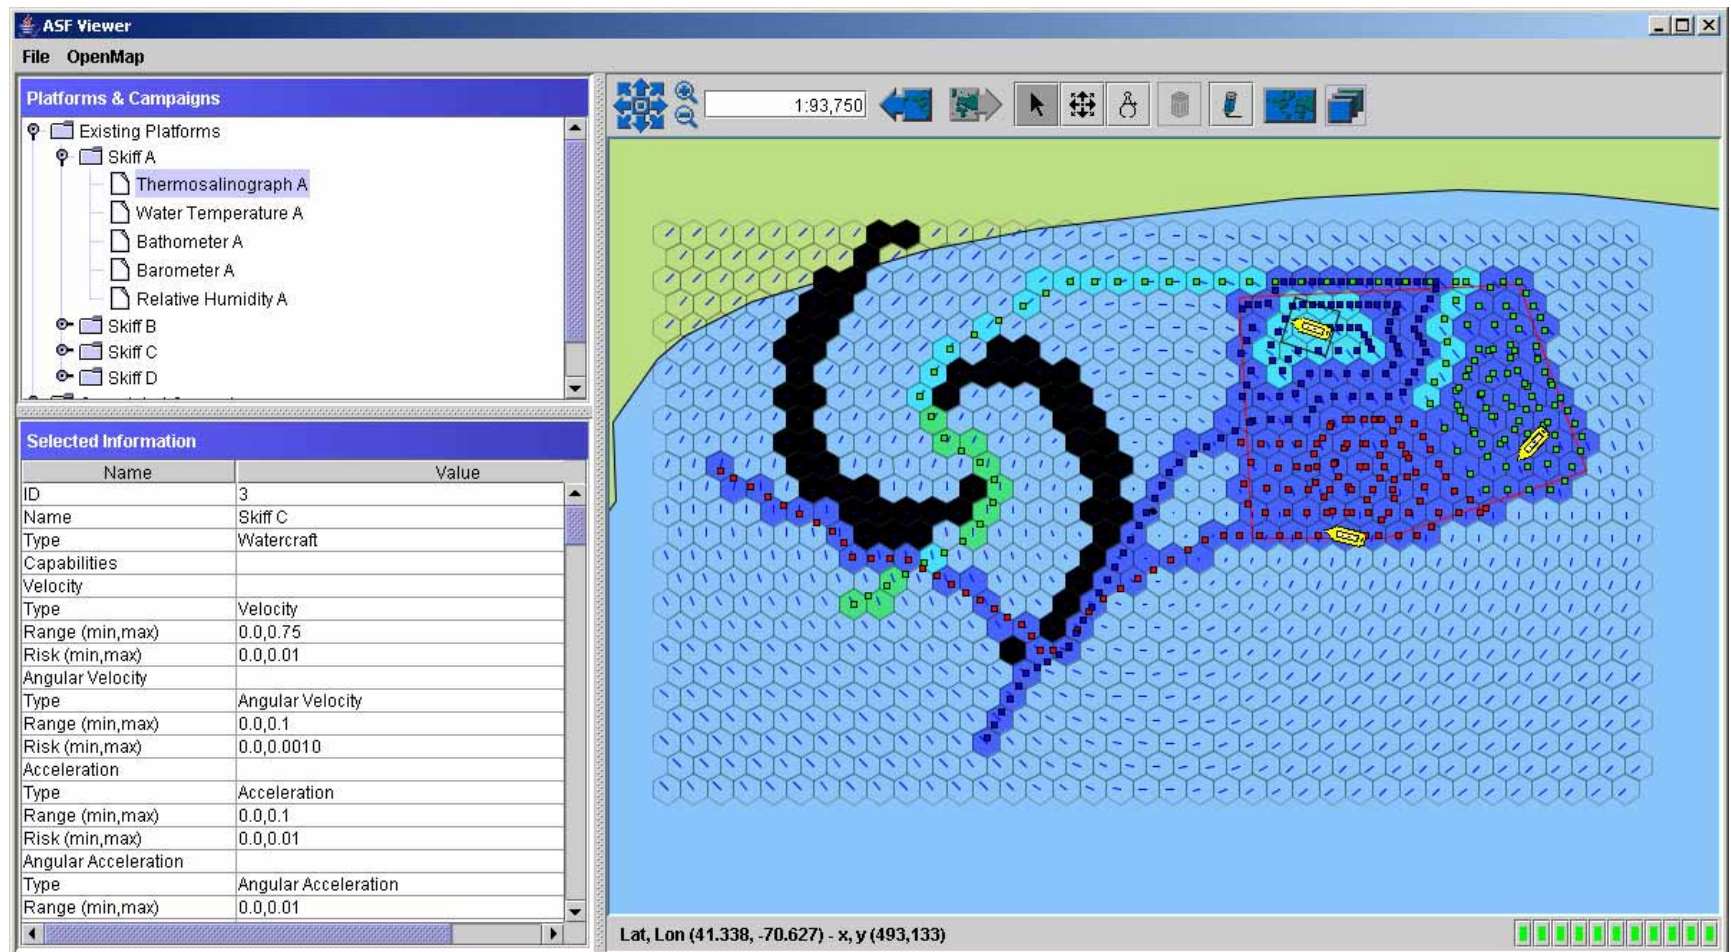 ASF Viewer
File OpenMap
Platforms & Campaigns
Existing Platforms
Skiff A
Thermosalinograph A
Water Temperature A
Bathometer A
Barometer A
Relative Humidity A
Skiff B
Skiff C
Skiff D
1:93,750
Selected Information
Name Value
ID 3
Name Skiff C
Type Watercraft
Capabilities
Velocity
Type Velocity
Range (min,max) 0.0,0.75
Risk (min,max) 0.0,0.01
Angular Velocity
Type Angular Velocity
Range (min,max) 0.0,0.1
Risk (min,max) 0.0,0.0010
Acceleration
Type Acceleration
Range (min,max) 0.0,0.1
Risk (min,max) 0.0,0.01
Angular Acceleration
Type Angular Acceleration
Range (min,max) 0.0,0.01
Lat, Lon (41.338, -70.627) - x, y (493,133)